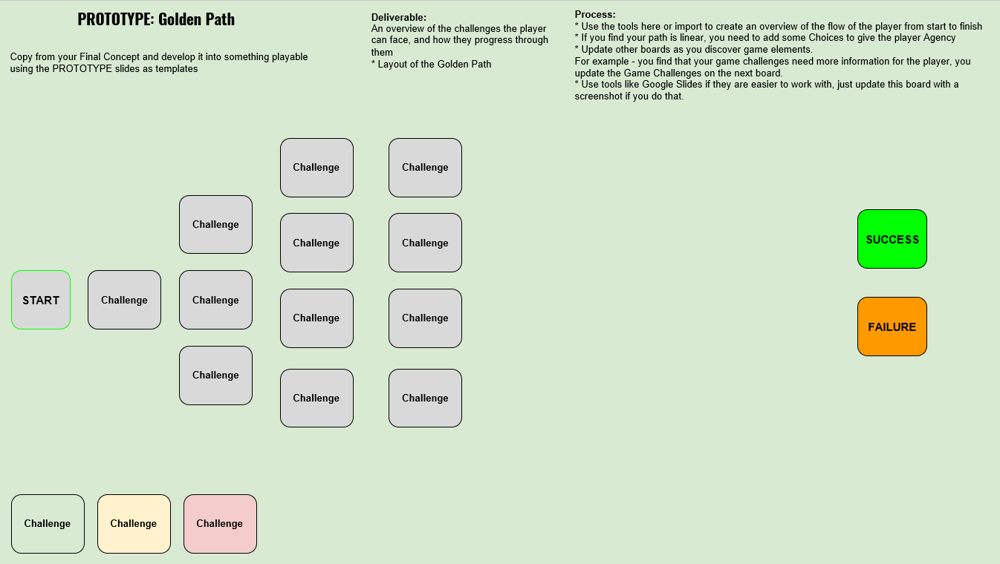 PROTOTYPE: Golden Path
Copy from your Final Concept and develop it into something playable
using the PROTOTYPE slides as templates
Deliverable:
An overview of the challenges the player
can face, and how they progress through
them
* Layout of the Golden Path
Process:
* Use the tools here or import to create an overview of the flow of the player from start to finish
* If you find your path is linear, you need to add some Choices to give the player Agency
* Update other boards as you discover game elements.
For example - you find that your game challenges need more information for the player, you
update the Game Challenges on the next board.
* Use tools like Google Slides if they are easier to work with, just update this board with a
screenshot if you do that.
START
Challenge
Challenge
Challenge
Challenge
Challenge
Challenge
Challenge
Challenge
Challenge
Challenge
Challenge
Challenge
SUCCESS
FAILURE
Challenge
Challenge
Challenge